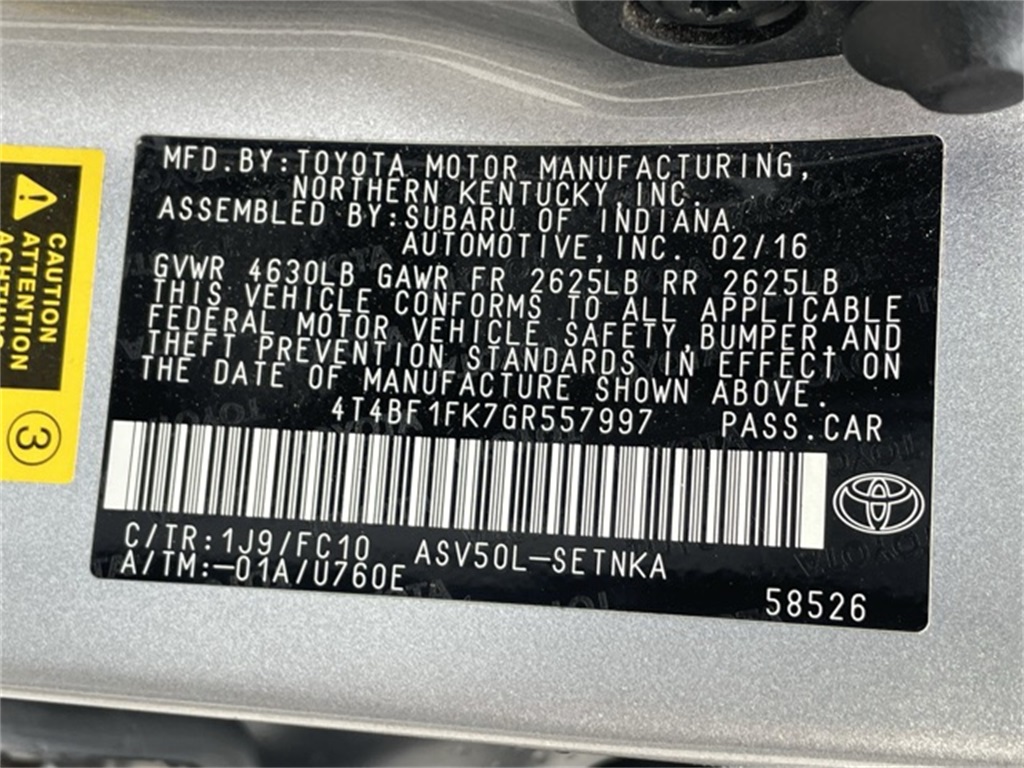 MFD.BY:TOYOTA MOTOR MANUFACTURING,
NORTHERN KENTUCKY,INC.
ASSEMBLED BY:SUBARU OF INDIANA
AUTOMOTIVE,INC. 02/16
GVWR 4630LB GAWR FR 2625LB RR 2625LB
THIS VEHICLE CONFORMS TO ALL APPLICABLE
FEDERAL MOTOR VEHICLE SAFETY,BUMPER,AND
THEFT PREVENTION STANDARDS IN EFFECT ON
THE DATE OF MANUFACTURE SHOWN ABOVE.
4T4BF1FK7GR557997 PASS.CAR
C/TR:1J9/FC10 ASV50L-SETNKA
A/TM:-01A/U760E
58526
CAUTION
ATTENTION
3